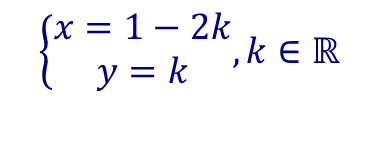 {x = 1 − 2k
y = k , k ∈ ℝ